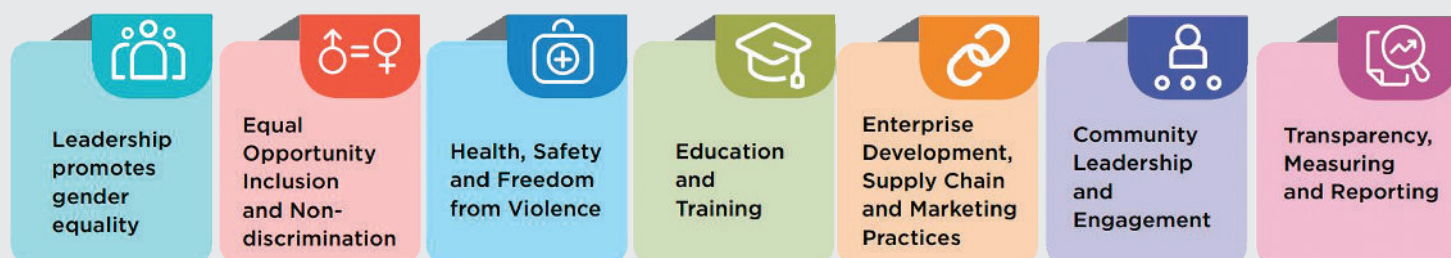 Leadership
promotes
gender
equality
Equal
Opportunity
Inclusion
and Non-
discrimination
Health, Safety
and Freedom
from Violence
Education
and
Training
Enterprise
Development,
Supply Chain
and Marketing
Practices
Community
Leadership
and
Engagement
Transparency,
Measuring
and Reporting